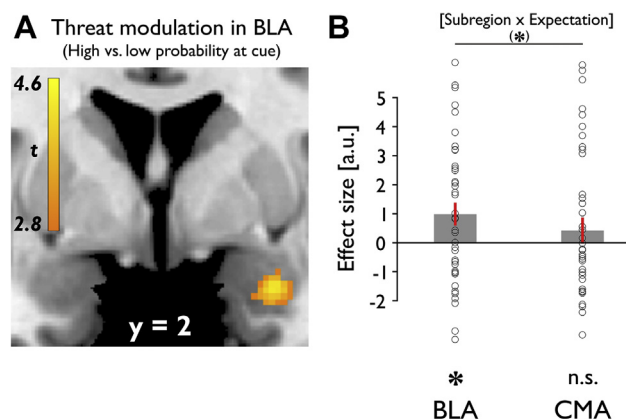 A Threat modulation in BLA
(High vs. low probability at cue)
4.6
t
2.8
y = 2
B
[Subregion x Expectation]
(*)
Effect size [a.u.]
5
4
3
2
1
0
-1
-2
* n.s.
BLA CMA